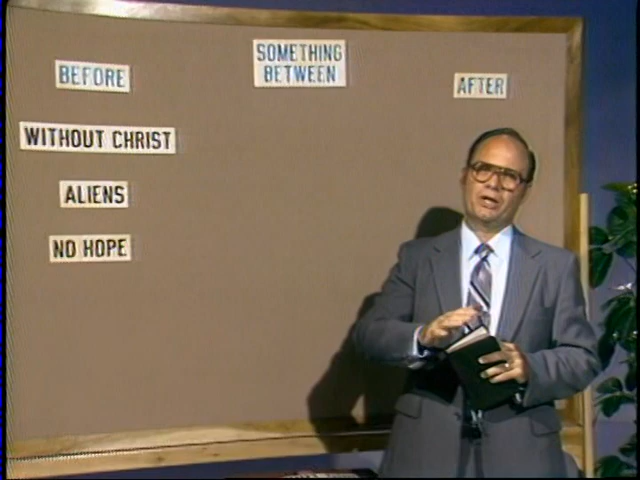 BEFORE
SOMETHING
BETWEEN
AFTER
WITHOUT CHRIST
ALIENS
NO HOPE